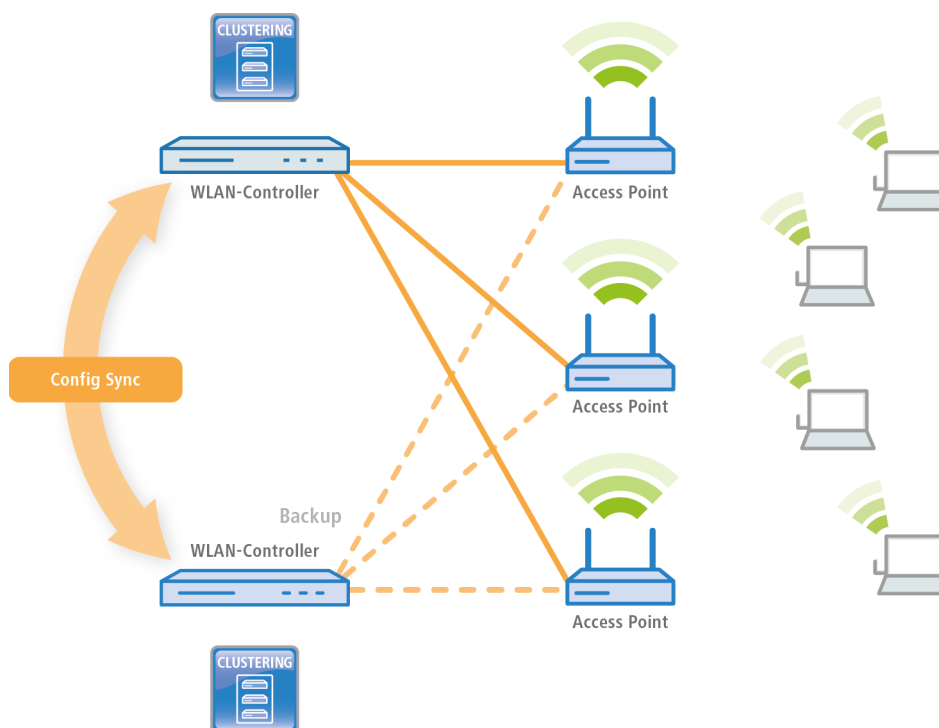 CLUSTERING
WLAN-Controller
Access Point
Access Point
Config Sync
Backup
WLAN-Controller
Access Point
CLUSTERING